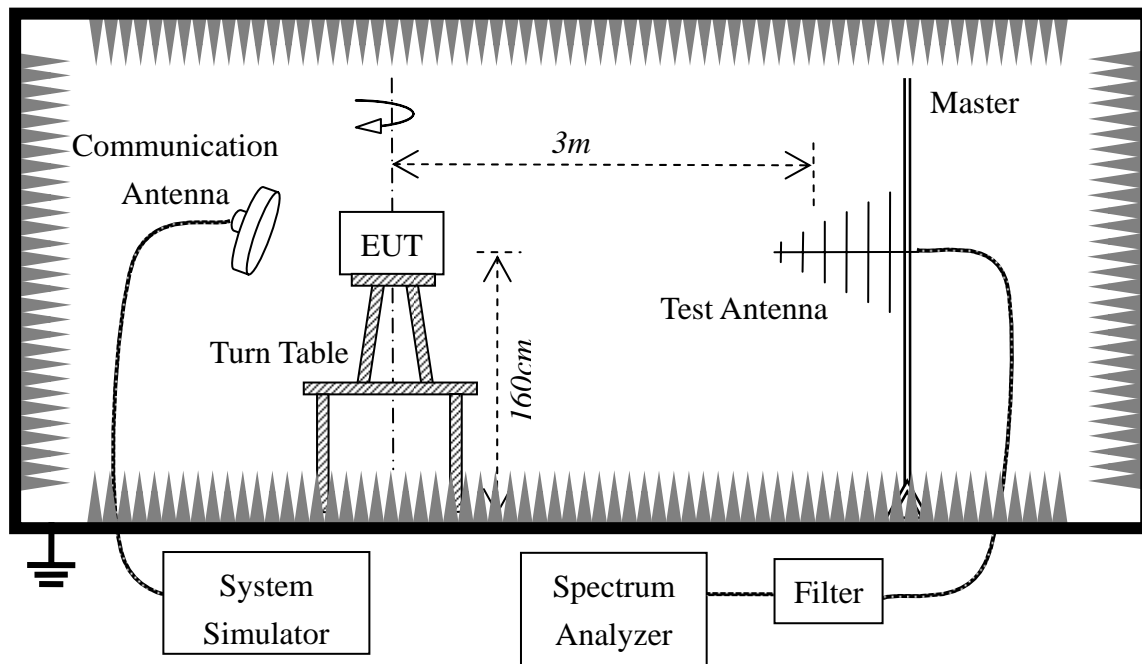 Master
3m
Communication
Antenna
EUT
Test Antenna
Turn Table
160cm
System
Simulator
Spectrum
Analyzer
Filter